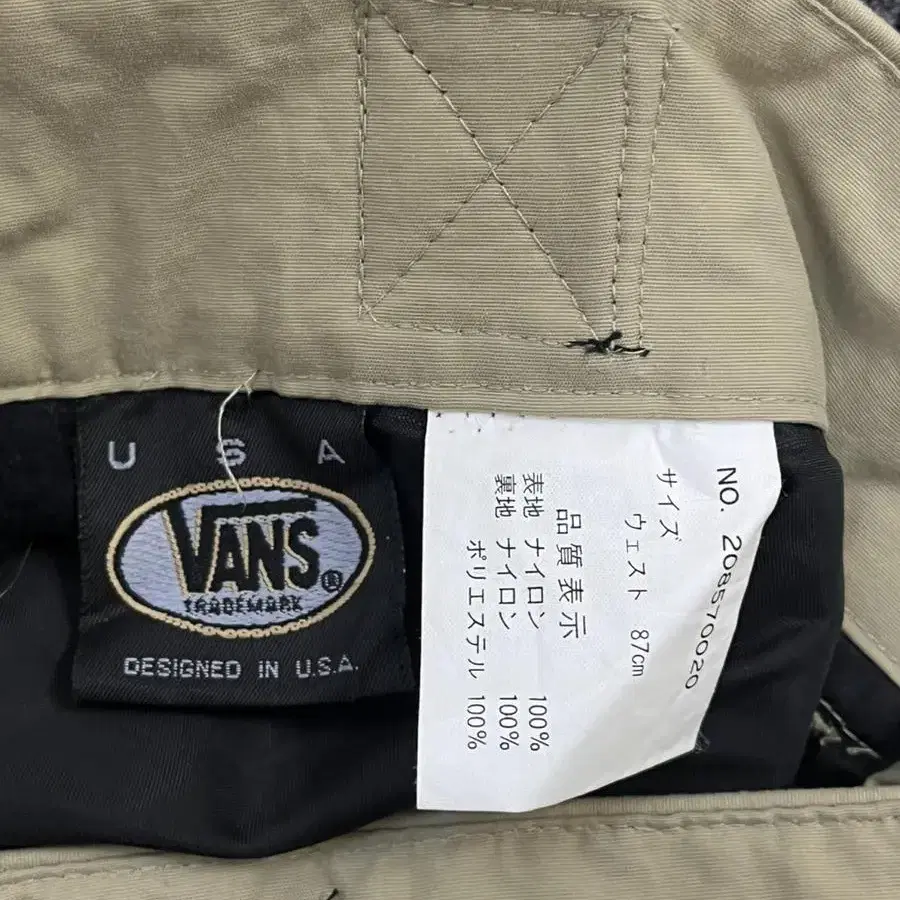 U S A
VANS
TRADEMARK
DESIGNED IN U.S.A.
NO. 208570020
サイズ
ウェスト 87cm
品質表示
表地 ナイロン 100%
裏地 ナイロン 100%
ポリエステル 100%